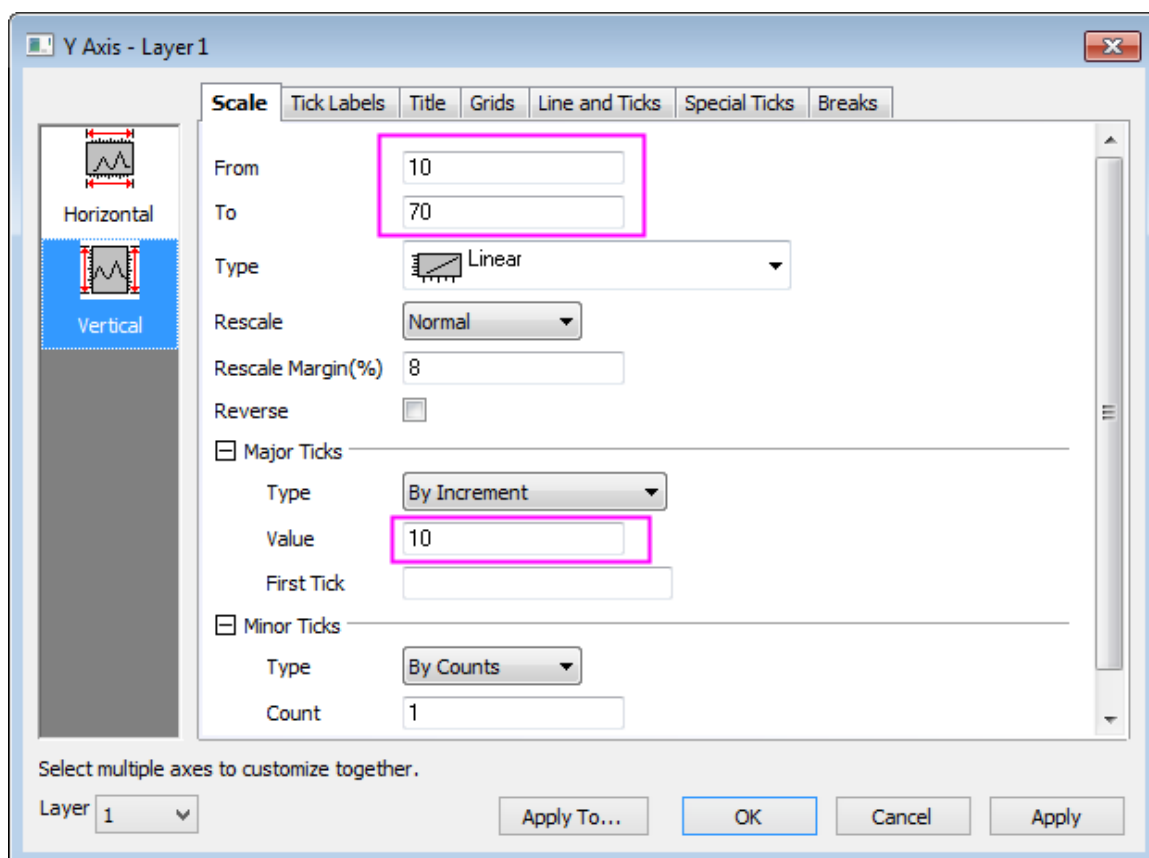 Y Axis - Layer 1
Scale Tick Labels Title Grids Line and Ticks Special Ticks Breaks
Horizontal
Vertical
From 10
To 70
Type Linear
Rescale Normal
Rescale Margin(%) 8
Reverse
Major Ticks
Type By Increment
Value 10
First Tick
Minor Ticks
Type By Counts
Count 1
Select multiple axes to customize together.
Layer 1 Apply To... OK Cancel Apply